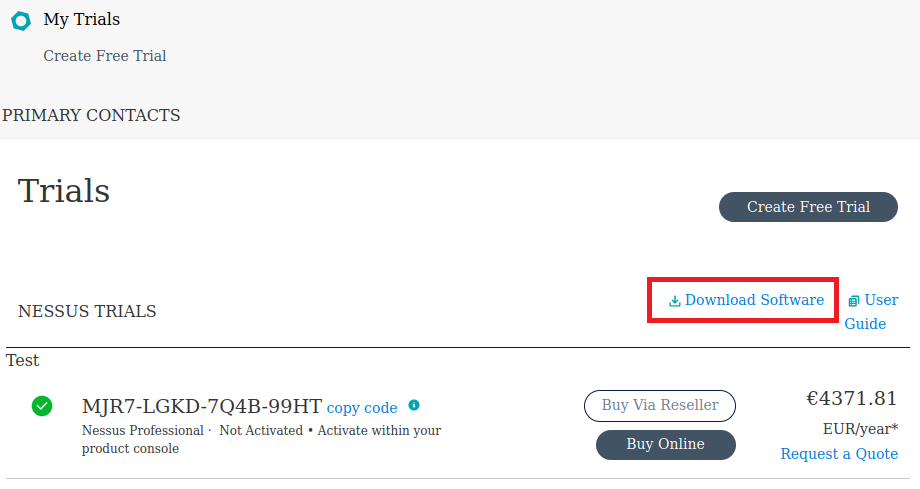 My Trials
Create Free Trial
PRIMARY CONTACTS
Trials
Create Free Trial
NESSUS TRIALS
Download Software
User
Guide
Test
MJR7-LGKD-7Q4B-99HT copy code
Nessus Professional · Not Activated • Activate within your
product console
Buy Via Reseller
Buy Online
€4371.81
EUR/year*
Request a Quote